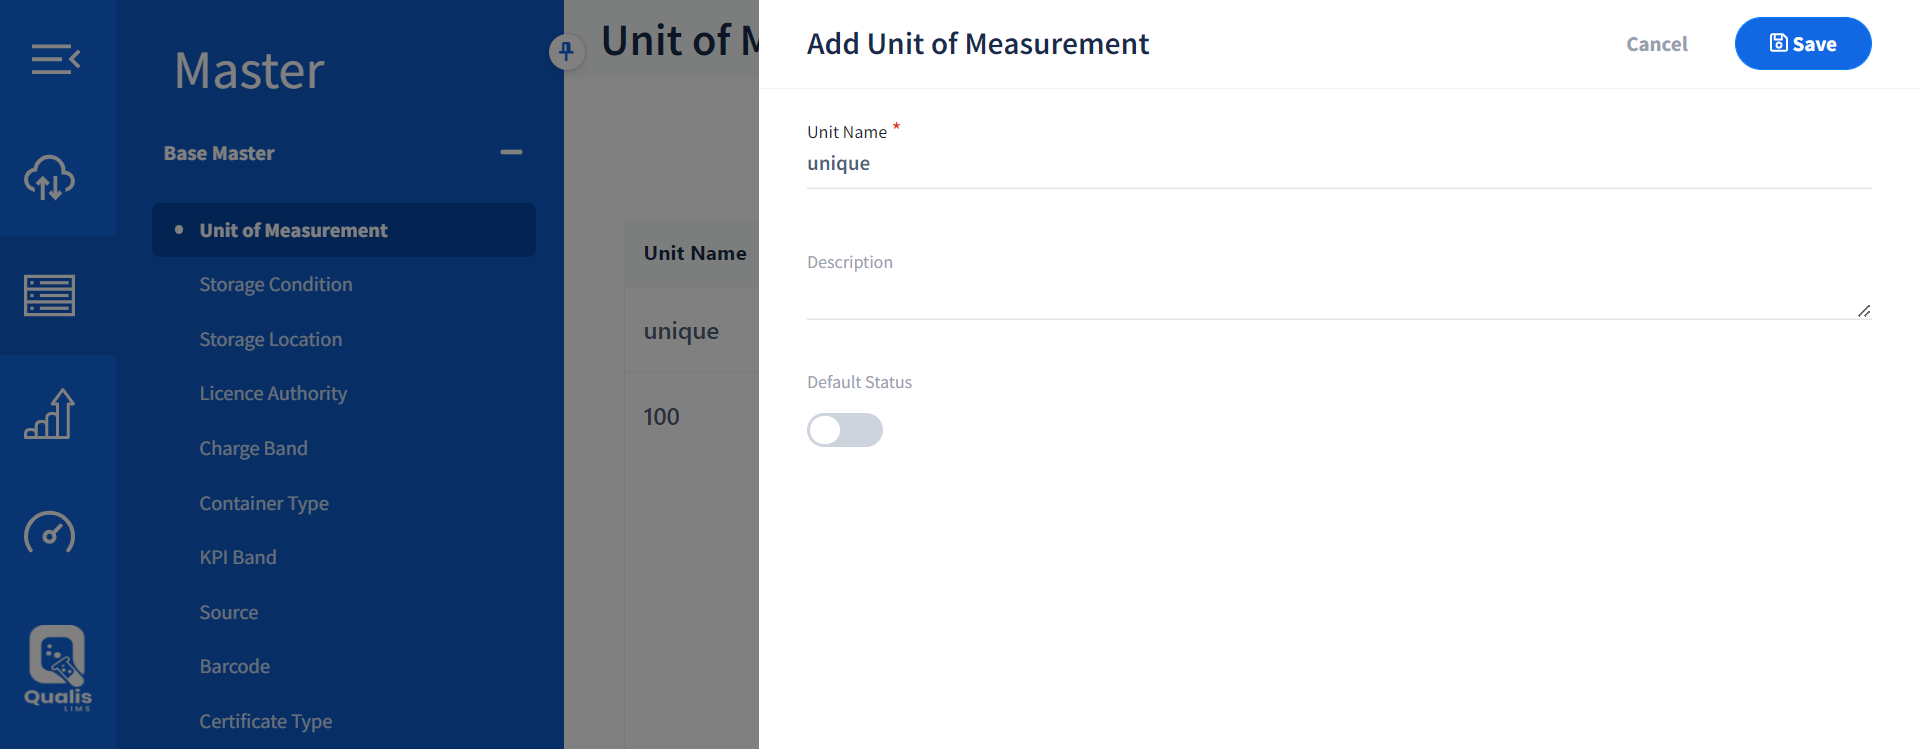 Master
Base Master
Unit of Measurement
Storage Condition
Storage Location
Licence Authority
Charge Band
Container Type
KPI Band
Source
Barcode
Certificate Type
Qualis
LIMS
Unit of M
Unit Name
unique
100
Add Unit of Measurement
Cancel
Save
Unit Name *
unique
Description
Default Status